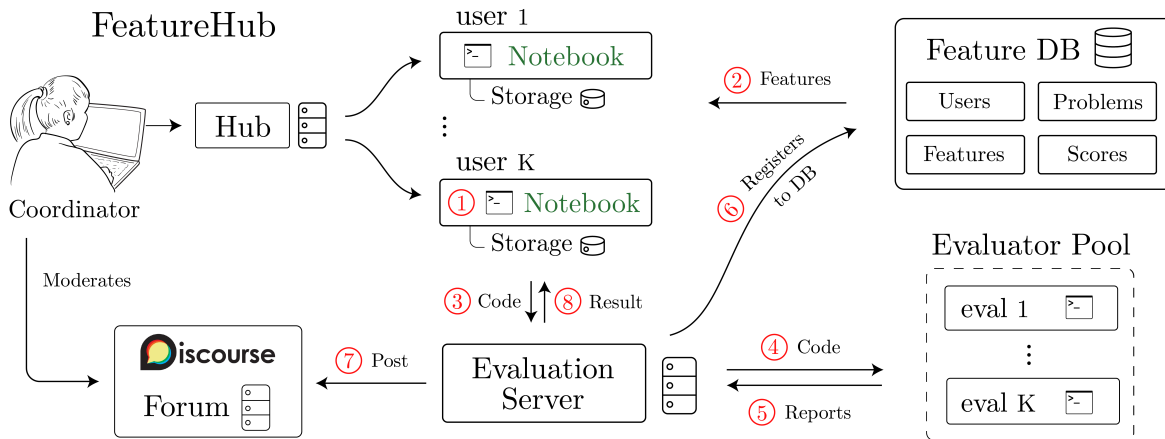 FeatureHub
user 1
>_ Notebook
Storage
user K
① >_ Notebook
Storage
Hub
Coordinator
Moderates
② Features
Feature DB
Users
Problems
Features
Scores
⑥ Registers
to DB
③ Code
⑧ Result
Discourse
Forum
⑦ Post
Evaluation
Server
④ Code
⑤ Reports
Evaluator Pool
eval 1 >_
eval K >_